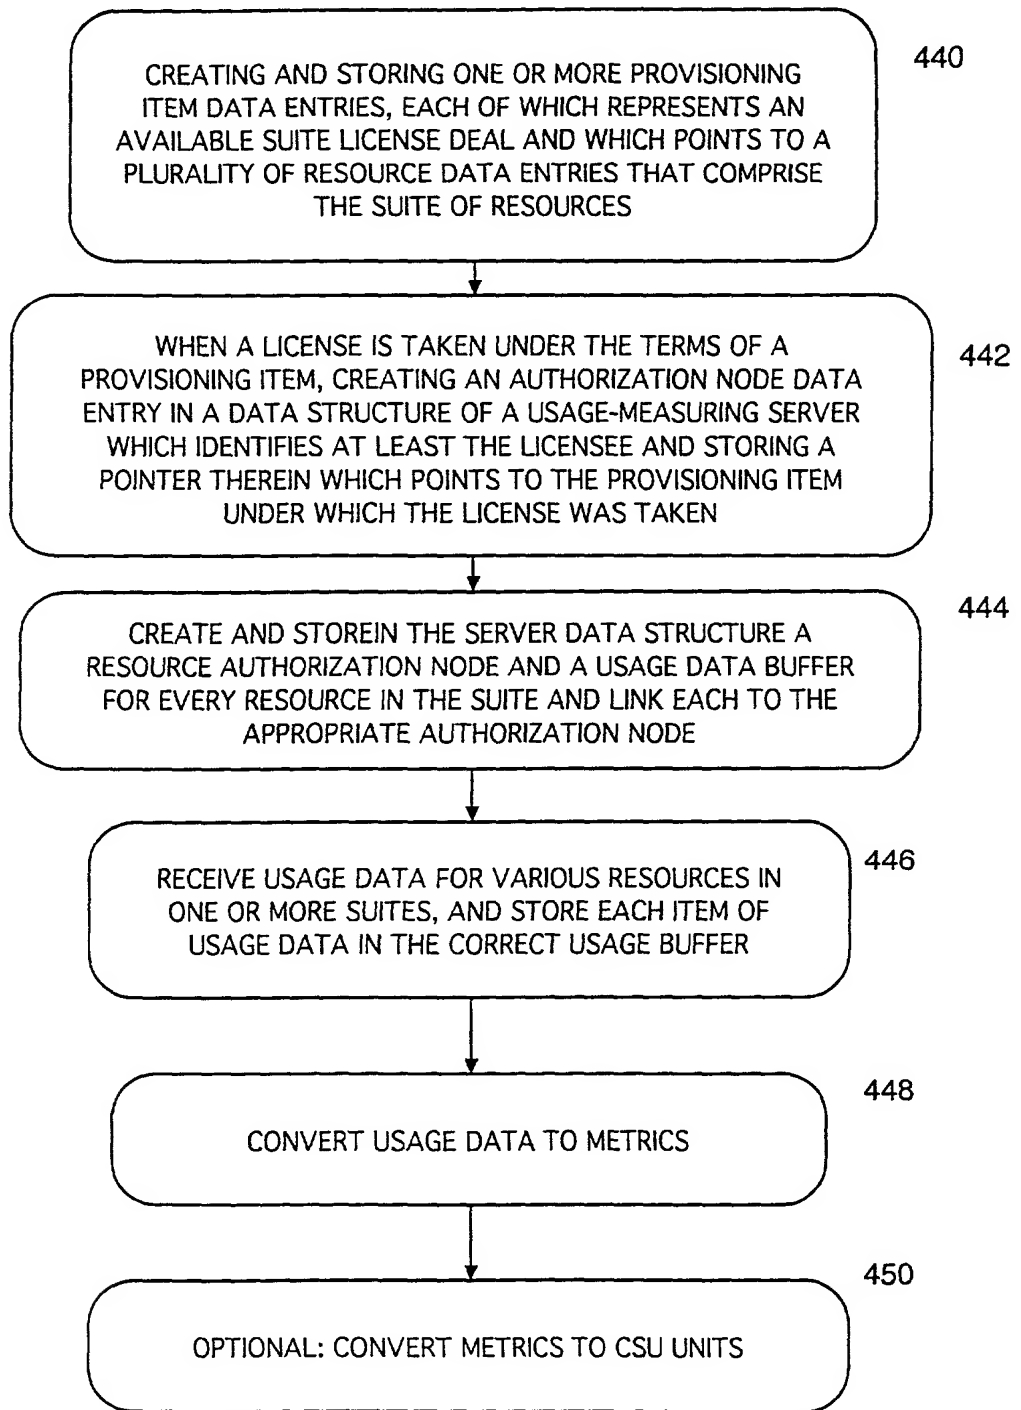 440
CREATING AND STORING ONE OR MORE PROVISIONING
ITEM DATA ENTRIES, EACH OF WHICH REPRESENTS AN
AVAILABLE SUITE LICENSE DEAL AND WHICH POINTS TO A
PLURALITY OF RESOURCE DATA ENTRIES THAT COMPRISE
THE SUITE OF RESOURCES
442
WHEN A LICENSE IS TAKEN UNDER THE TERMS OF A
PROVISIONING ITEM, CREATING AN AUTHORIZATION NODE DATA
ENTRY IN A DATA STRUCTURE OF A USAGE-MEASURING SERVER
WHICH IDENTIFIES AT LEAST THE LICENSEE AND STORING A
POINTER THEREIN WHICH POINTS TO THE PROVISIONING ITEM
UNDER WHICH THE LICENSE WAS TAKEN
444
CREATE AND STOREIN THE SERVER DATA STRUCTURE A
RESOURCE AUTHORIZATION NODE AND A USAGE DATA BUFFER
FOR EVERY RESOURCE IN THE SUITE AND LINK EACH TO THE
APPROPRIATE AUTHORIZATION NODE
446
RECEIVE USAGE DATA FOR VARIOUS RESOURCES IN
ONE OR MORE SUITES, AND STORE EACH ITEM OF
USAGE DATA IN THE CORRECT USAGE BUFFER
448
CONVERT USAGE DATA TO METRICS
450
OPTIONAL: CONVERT METRICS TO CSU UNITS